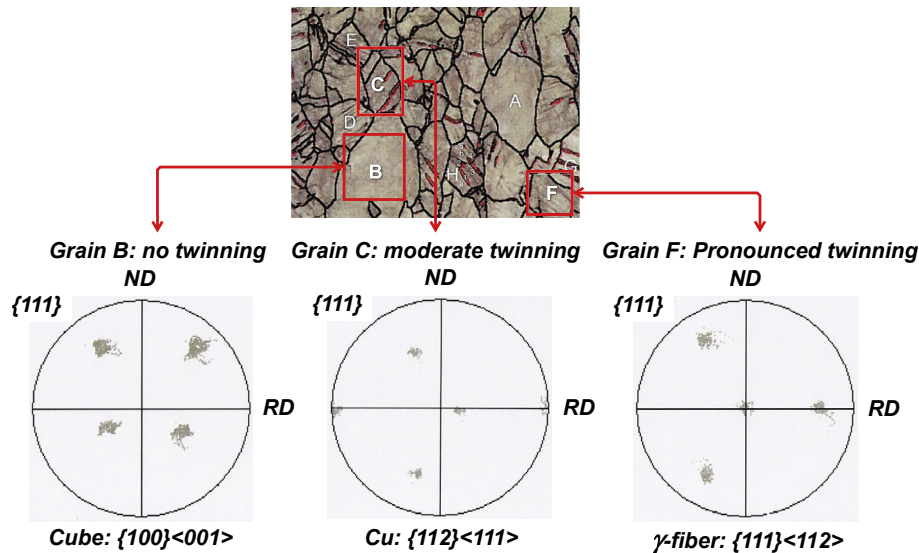 E
C
A
D
B
H
G
F
Grain B: no twinning
Grain C: moderate twinning
Grain F: Pronounced twinning
ND
ND
ND
{111}
{111}
{111}
RD
RD
RD
Cube: {100}<001>
Cu: {112}<111>
γ-fiber: {111}<112>